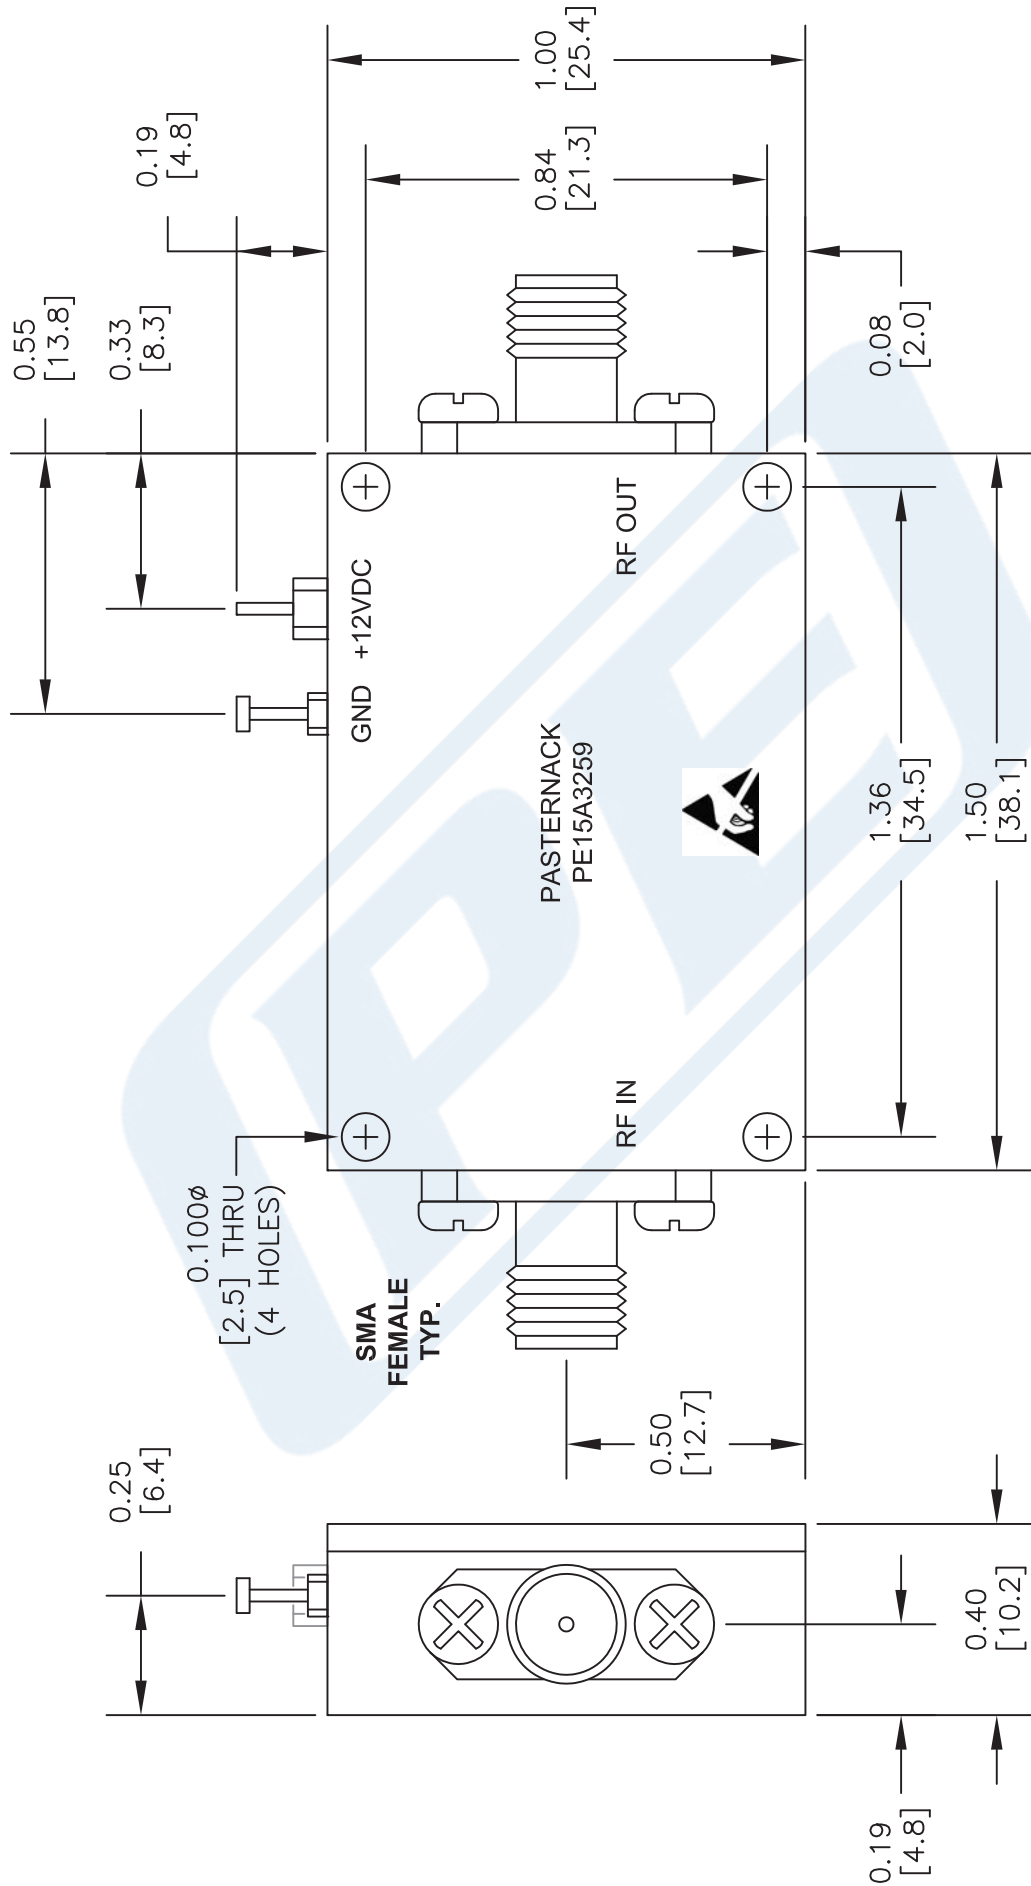 0.25
[6.4]
0.100ø
[2.5] THRU
(4 HOLES)
0.55
[13.8]
0.33
[8.3]
0.19
[4.8]
SMA
FEMALE
TYP.
GND +12VDC
PASTERNACK
PE15A3259
RF IN
RF OUT
1.00
[25.4]
0.84
[21.3]
0.08
[2.0]
0.50
[12.7]
1.36
[34.5]
1.50
[38.1]
0.19
[4.8]
0.40
[10.2]
PE